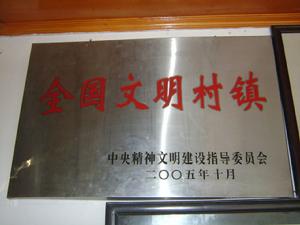 全国文明村镇
中央精神文明建设指导委员会
二〇〇五年十月